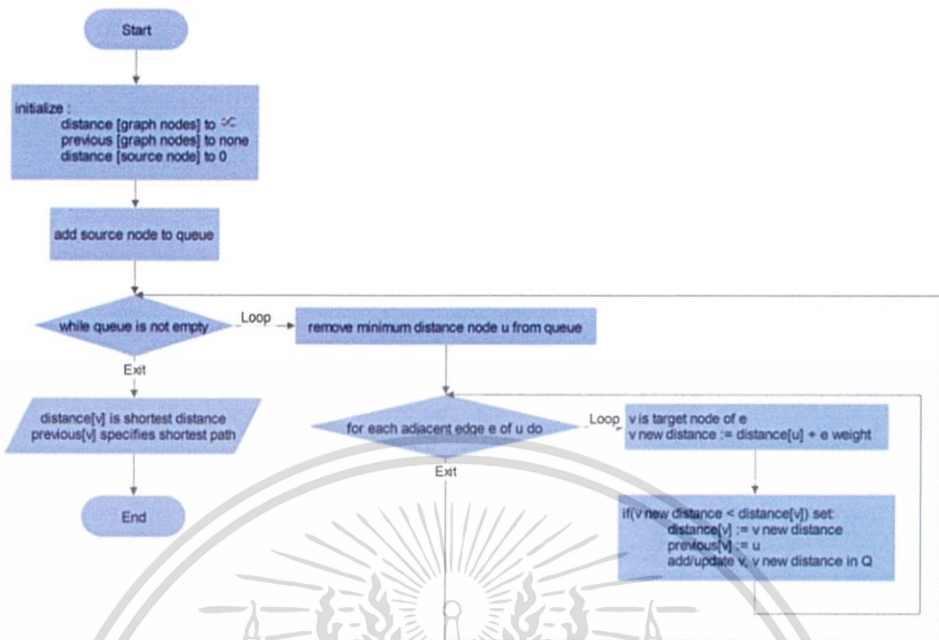 Start
initialize :
distance [graph nodes] to ∞
previous [graph nodes] to none
distance [source node] to 0
add source node to queue
while queue is not empty
Loop
remove minimum distance node u from queue
Exit
distance[v] is shortest distance
previous[v] specifies shortest path
for each adjacent edge e of u do
Loop
v is target node of e
v new distance := distance[u] + e weight
Exit
End
if(v new distance < distance[v]) set:
distance[v] := v new distance
previous[v] := u
add/update v, v new distance in Q